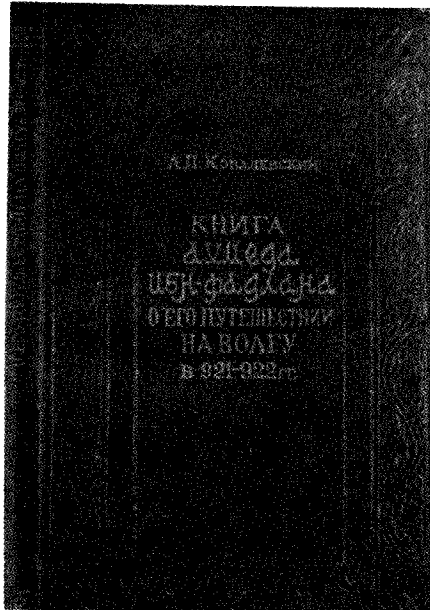 А.П. Ковалевский
КНИГА
АХМЕДА
ИБН-ФАДЛАНА
О ЕГО ПУТЕШЕСТВИИ
НА ВОЛГУ
в 921-922 гг.